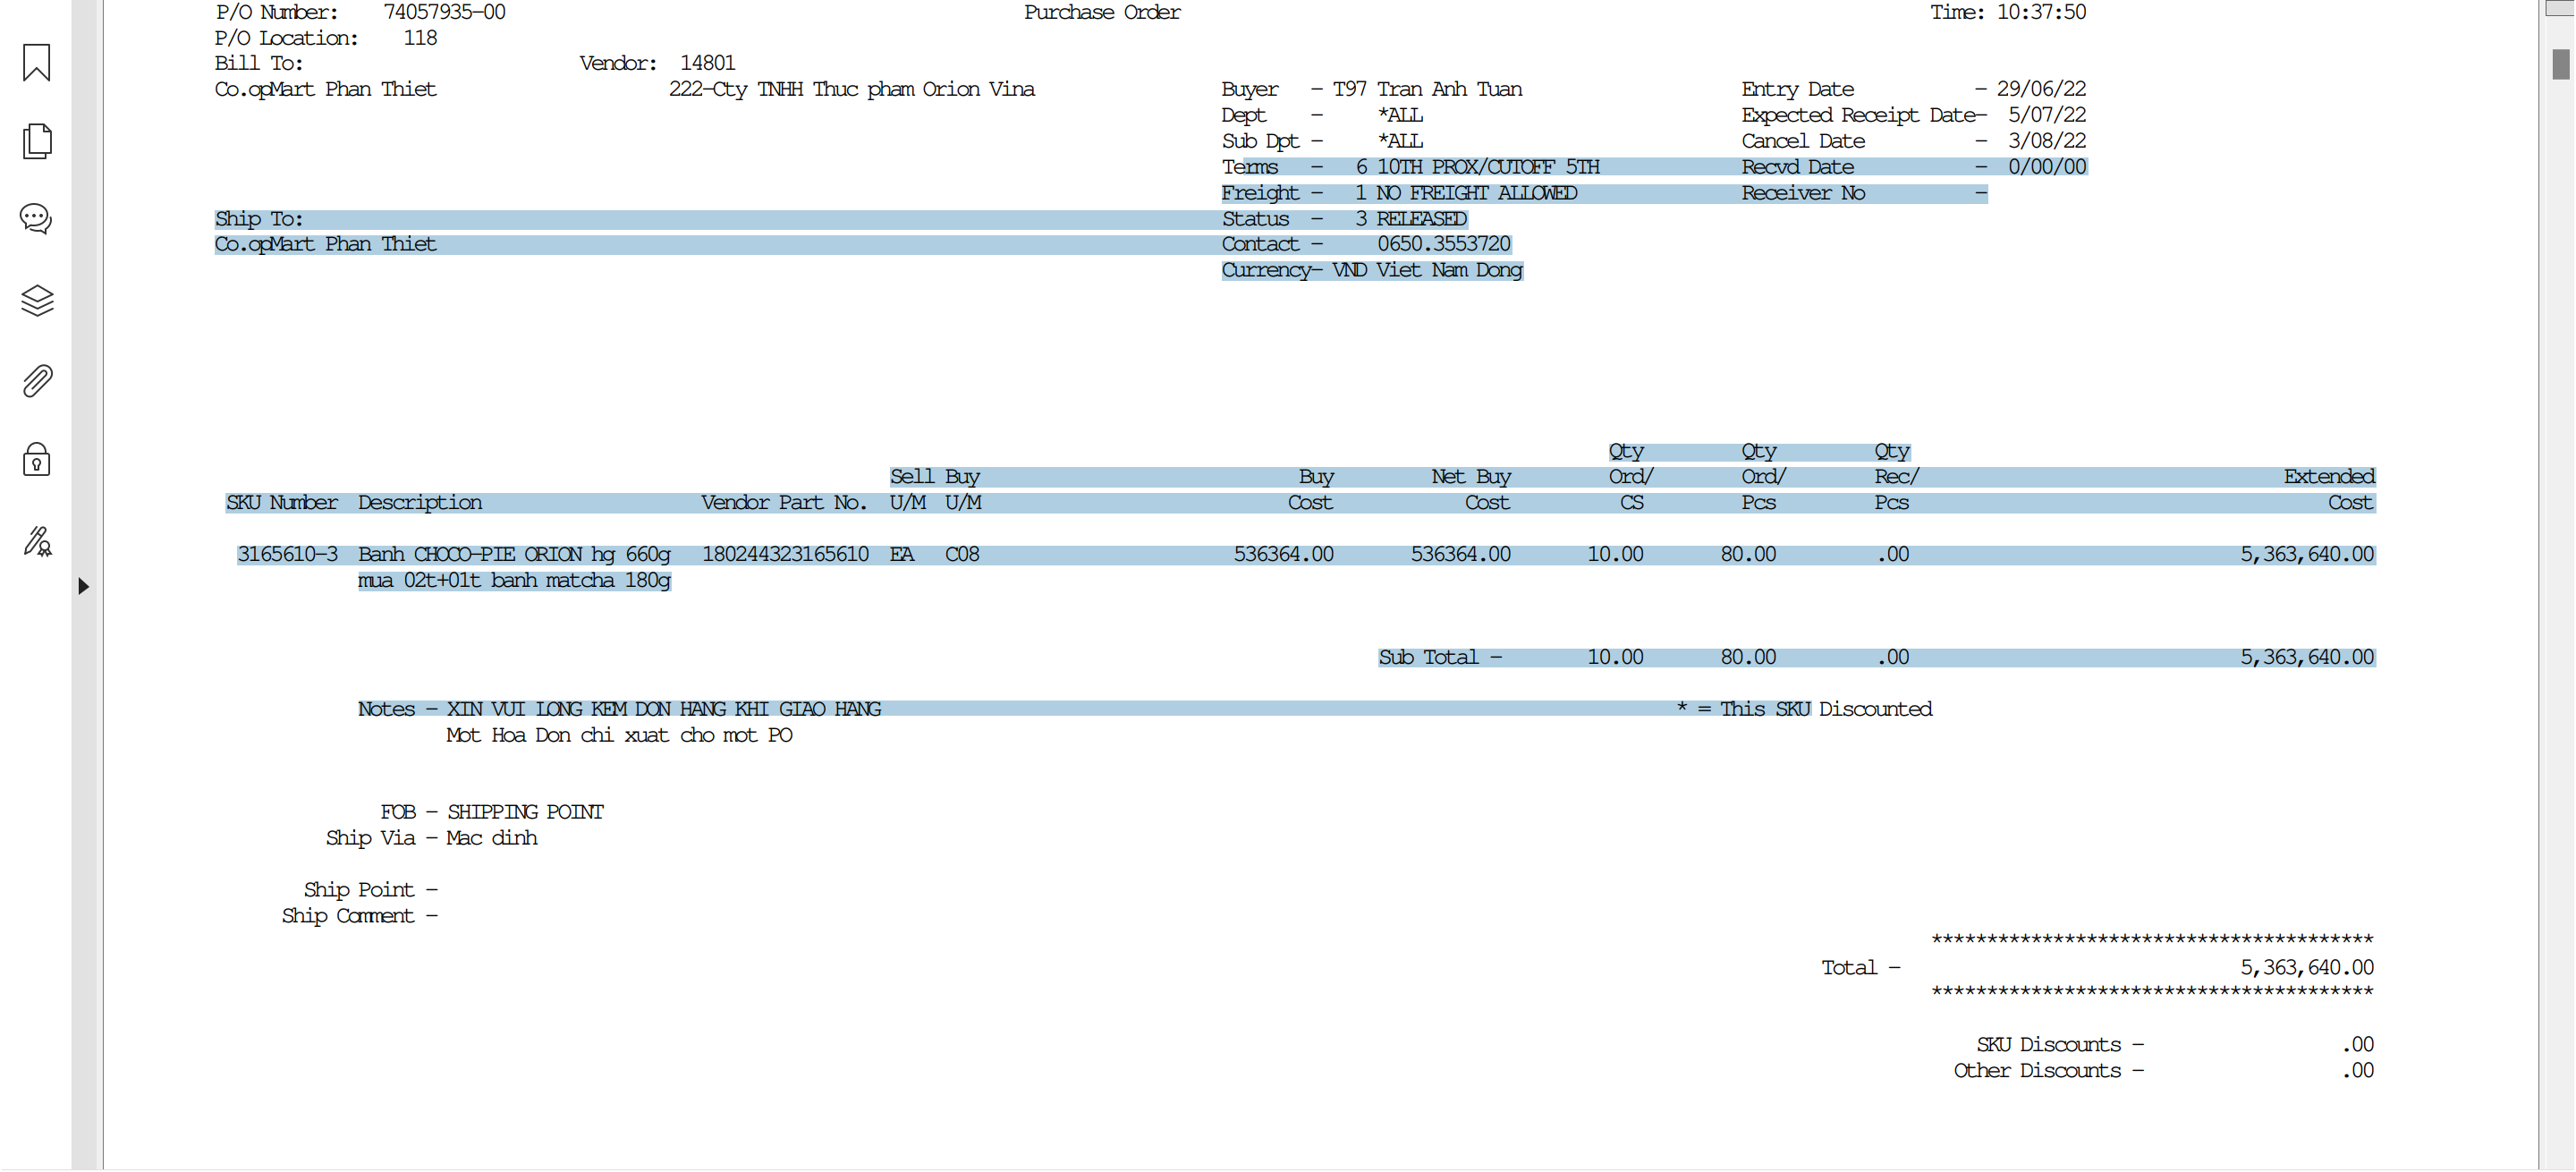 P/O Number: 74057935-00 Purchase Order Time: 10:37:50
P/O Location: 118
Bill To: Vendor: 14801
Co.opMart Phan Thiet 222-Cty TNHH Thuc pham Orion Vina Buyer - T97 Tran Anh Tuan Entry Date - 29/06/22
Dept - *ALL Expected Receipt Date- 5/07/22
Sub Dpt - *ALL Cancel Date - 3/08/22
Terms - 6 10TH PROX/CUTOFF 5TH Recvd Date - 0/00/00
Freight - 1 NO FREIGHT ALLOWED Receiver No -
Ship To: Status - 3 RELEASED
Co.opMart Phan Thiet Contact - 0650.3553720
Currency- VND Viet Nam Dong
Qty Qty Qty
Sell Buy Buy Net Buy Ord/ Ord/ Rec/ Extended
SKU Number Description Vendor Part No. U/M U/M Cost Cost CS Pcs Pcs Cost
3165610-3 Banh CHOCO-PIE ORION hg 660g 180244323165610 EA C08 536364.00 536364.00 10.00 80.00 .00 5,363,640.00
mua 02t+01t banh matcha 180g
Sub Total - 10.00 80.00 .00 5,363,640.00
Notes - XIN VUI LONG KEM DON HANG KHI GIAO HANG * = This SKU Discounted
Mot Hoa Don chi xuat cho mot PO
FOB - SHIPPING POINT
Ship Via - Mac dinh
Ship Point -
Ship Comment -
****************************************
Total - 5,363,640.00
****************************************
SKU Discounts - .00
Other Discounts - .00